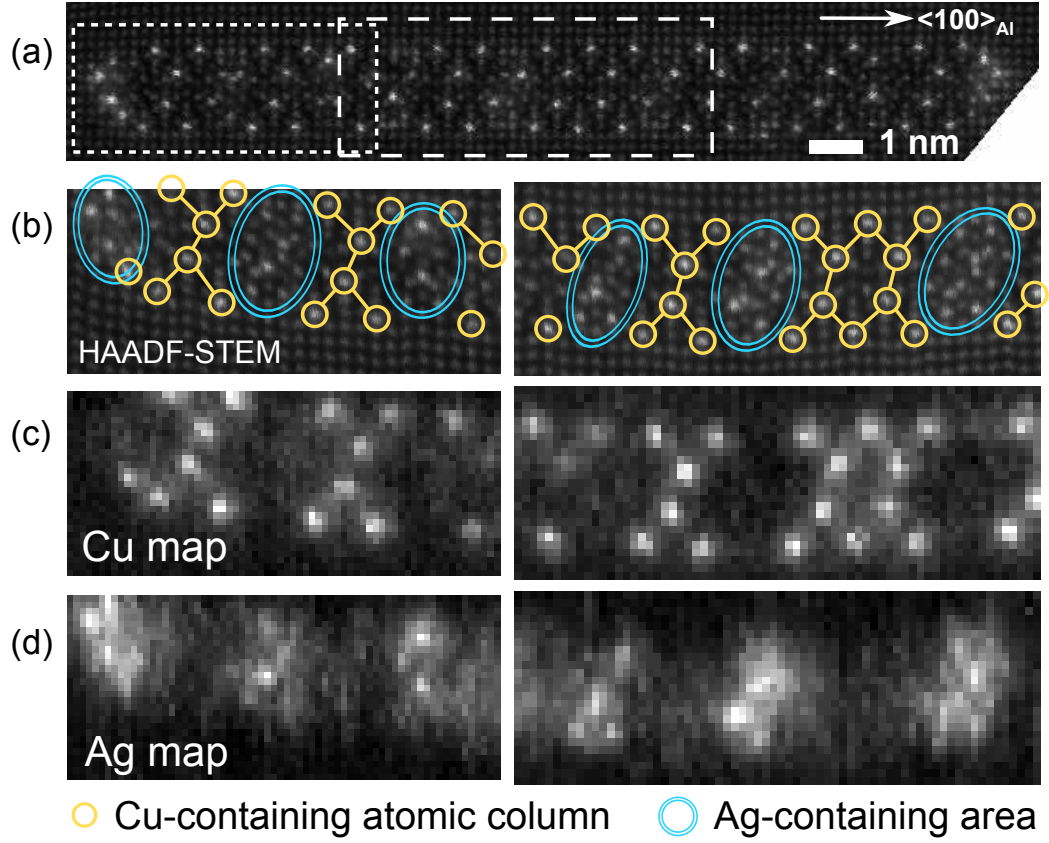 (a)
<100>Al
1 nm
(b)
HAADF-STEM
(c)
Cu map
(d)
Ag map
Cu-containing atomic column
Ag-containing area